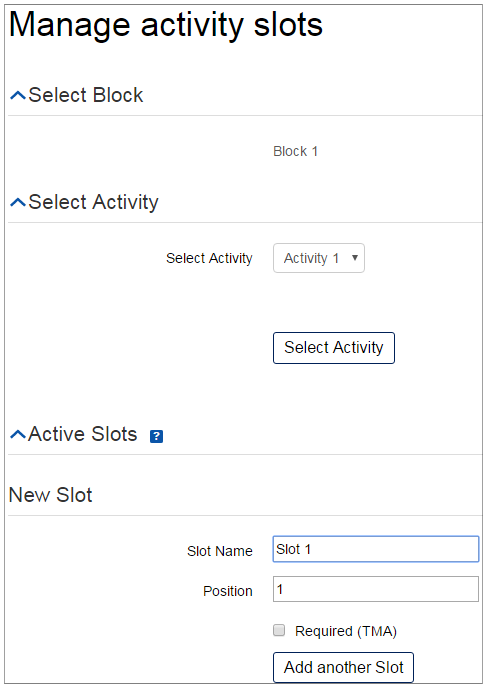 Manage activity slots
Select Block
Block 1
Select Activity
Select Activity Activity 1
Select Activity
Active Slots ?
New Slot
Slot Name Slot 1
Position 1
Required (TMA)
Add another Slot